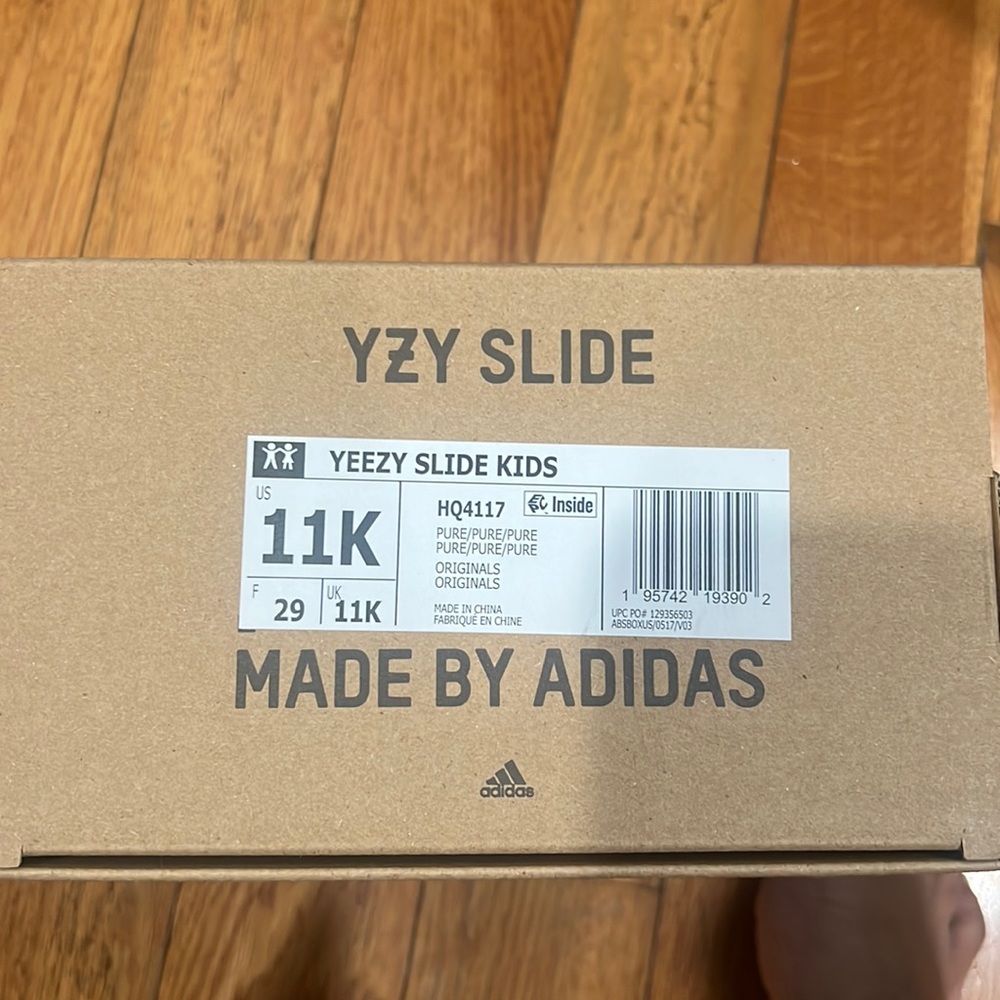 YZY SLIDE
YEEZY SLIDE KIDS
US
11K
F
29
UK
11K
HQ4117
Inside
PURE/PURE/PURE
PURE/PURE/PURE
ORIGINALS
ORIGINALS
MADE IN CHINA
FABRIQUÉ EN CHINE
1 95742 19390 2
UPC PO# 129356503
ABSBOXUS/0517/V03
MADE BY ADIDAS
adidas